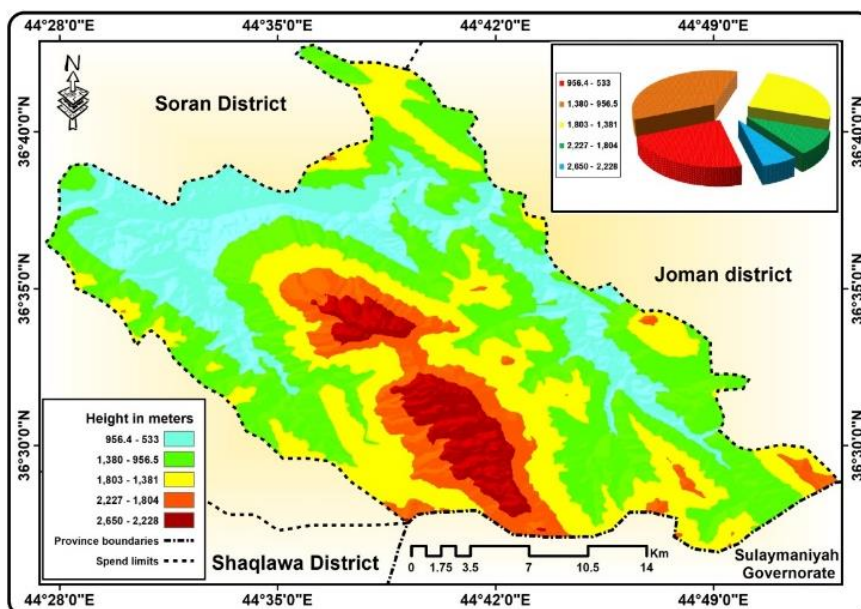 44°28'0"E 44°35'0"E 44°42'0"E 44°49'0"E
N
Soran District
956.4 - 533
1,380 - 956.5
1,803 - 1,381
2,227 - 1,804
2,650 - 2,228
36°40'0"N 36°40'0"N
Joman district
36°35'0"N 36°35'0"N
Height in meters
956.4 - 533
1,380 - 956.5
1,803 - 1,381
2,227 - 1,804
2,650 - 2,228
Province boundaries
Spend limits
36°30'0"N 36°30'0"N
Shaqlawa District
Km
0 1.75 3.5 7 10.5 14
Sulaymaniyah
Governorate
44°28'0"E 44°35'0"E 44°42'0"E 44°49'0"E